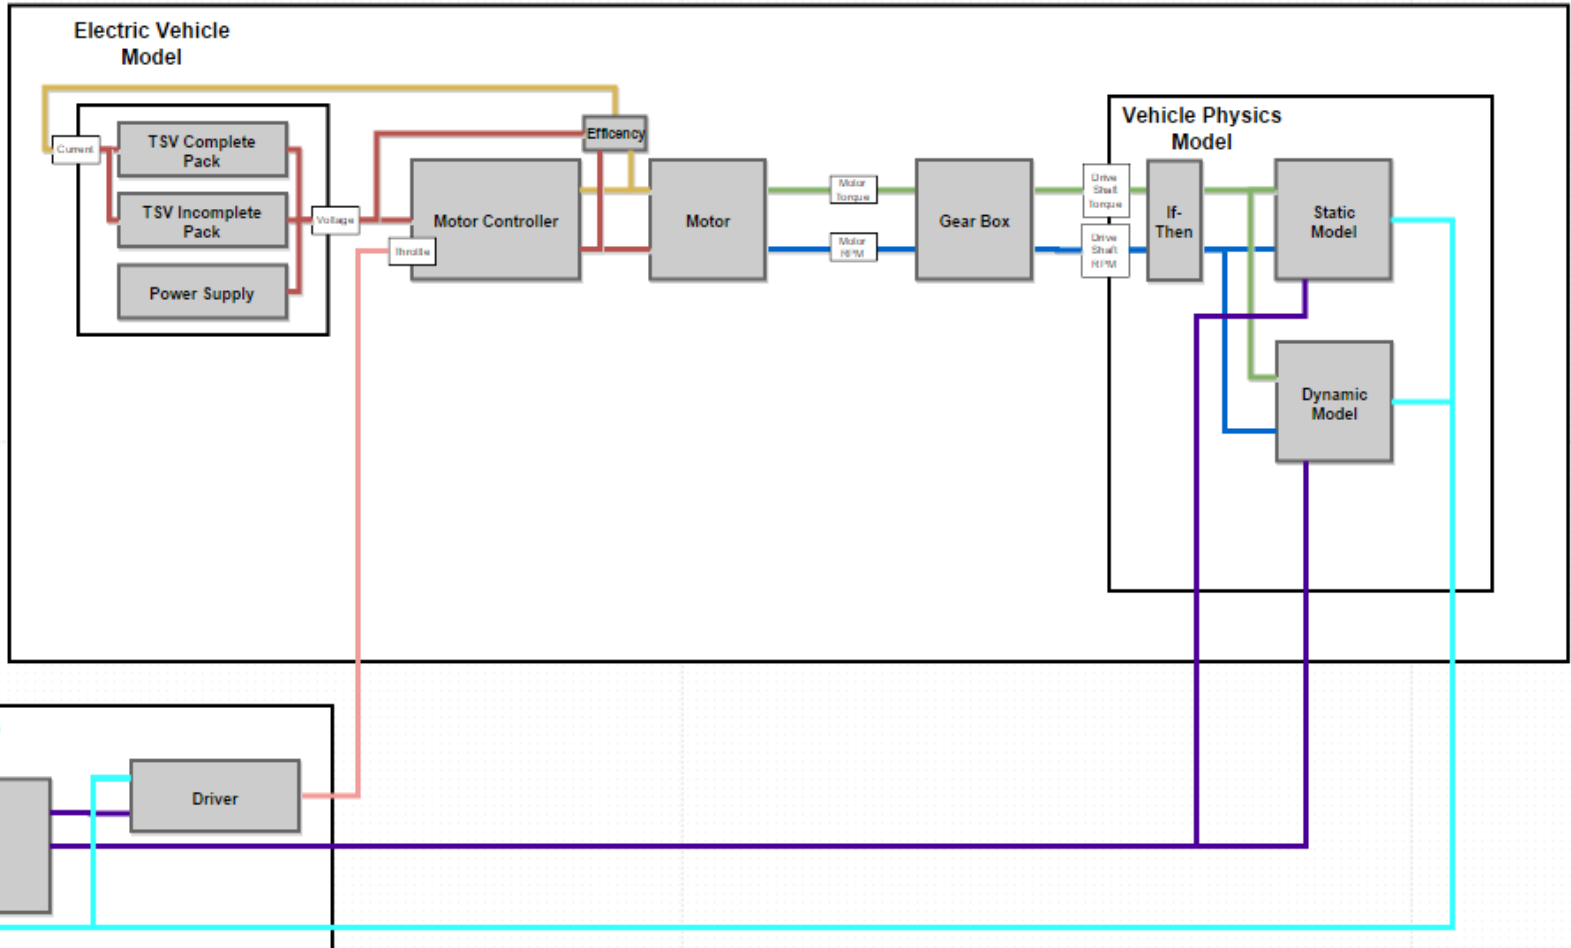 Electric Vehicle
Model
Efficency
Current
TSV Complete
Pack
TSV Incomplete
Pack
Power Supply
Voltage
Throttle
Motor Controller
Motor
Motor
Torque
Motor
RPM
Gear Box
Drive
Shaft
Torque
Drive
Shaft
RPM
Vehicle Physics
Model
If-
Then
Static
Model
Dynamic
Model
Driver